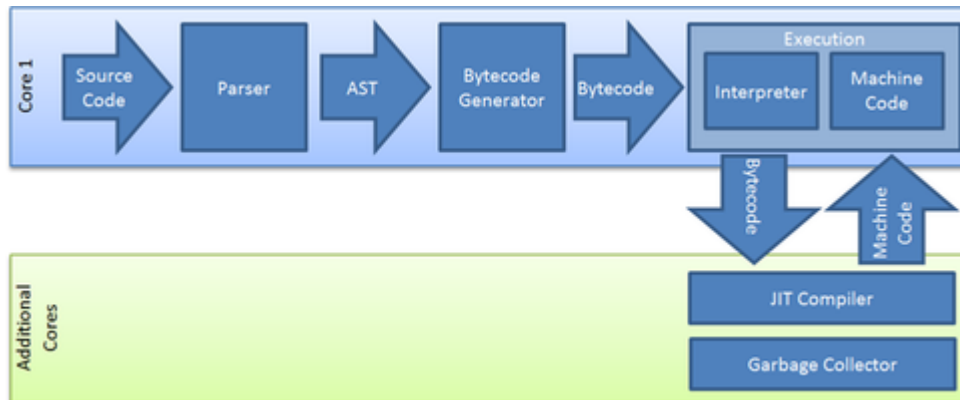 Core 1
Source
Code
Parser
AST
Bytecode
Generator
Bytecode
Execution
Interpreter
Machine
Code
Bytecode
Machine
Code
Additional
Cores
JIT Compiler
Garbage Collector